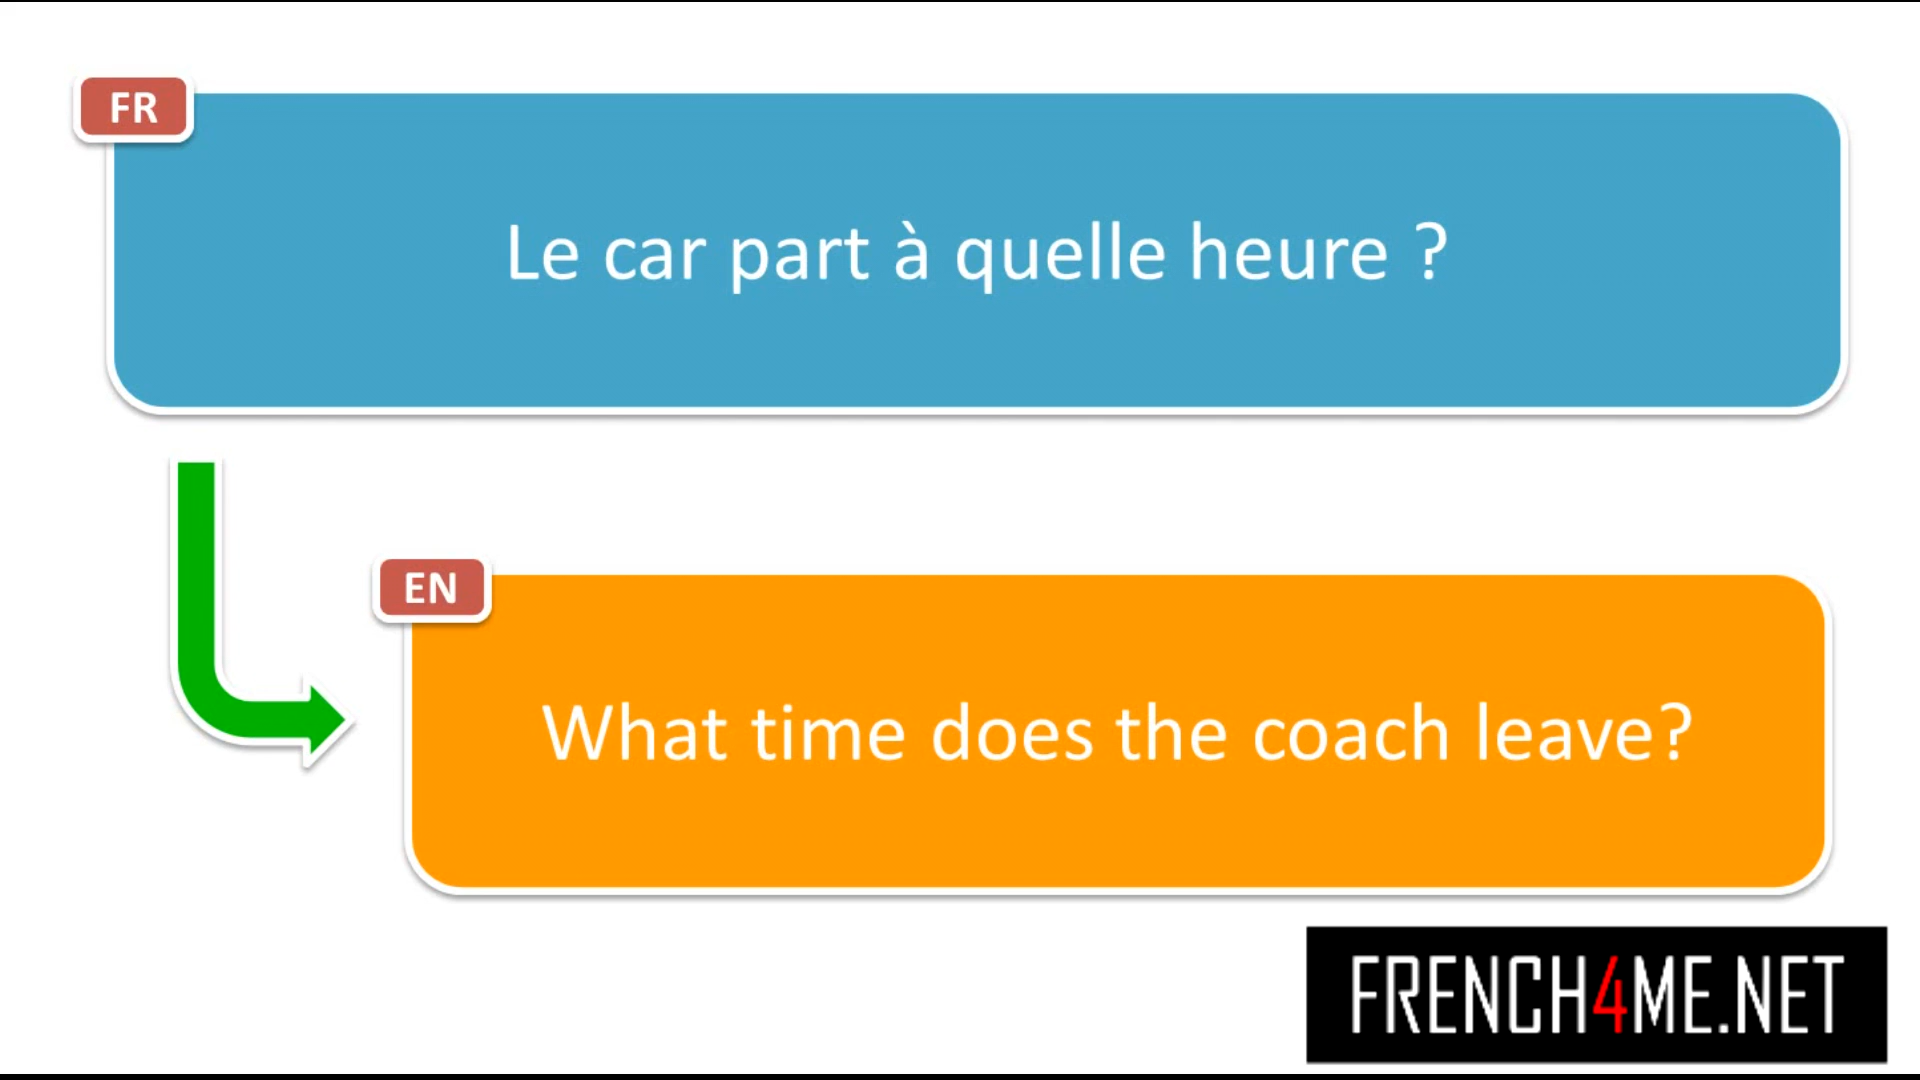 FR
Le car part à quelle heure ?
EN
What time does the coach leave?
FRENCH4ME.NET